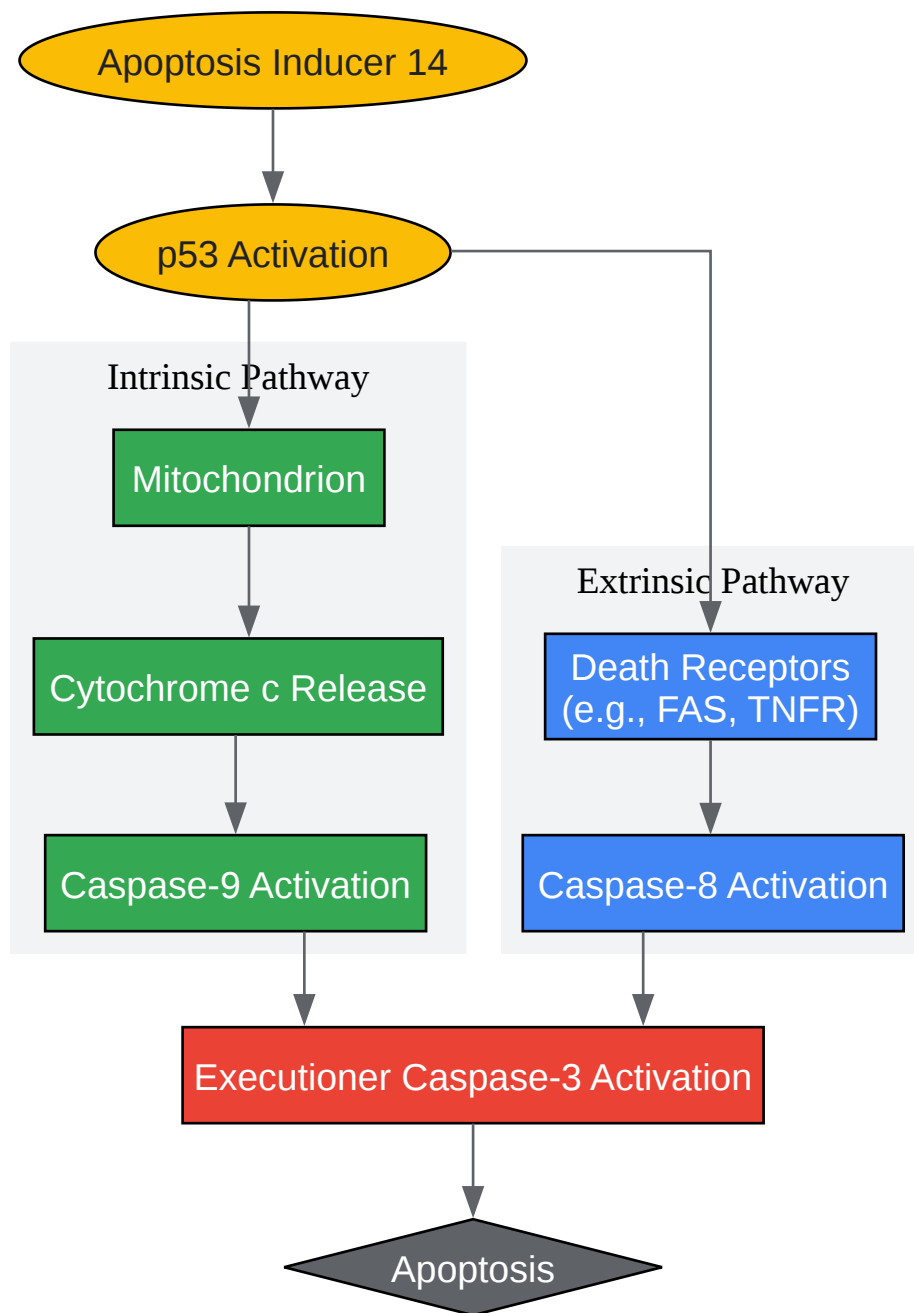 Apoptosis Inducer 14
p53 Activation
Intrinsic Pathway
Mitochondrion
Cytochrome c Release
Caspase-9 Activation
Extrinsic Pathway
Death Receptors
(e.g., FAS, TNFR)
Caspase-8 Activation
Executioner Caspase-3 Activation
Apoptosis